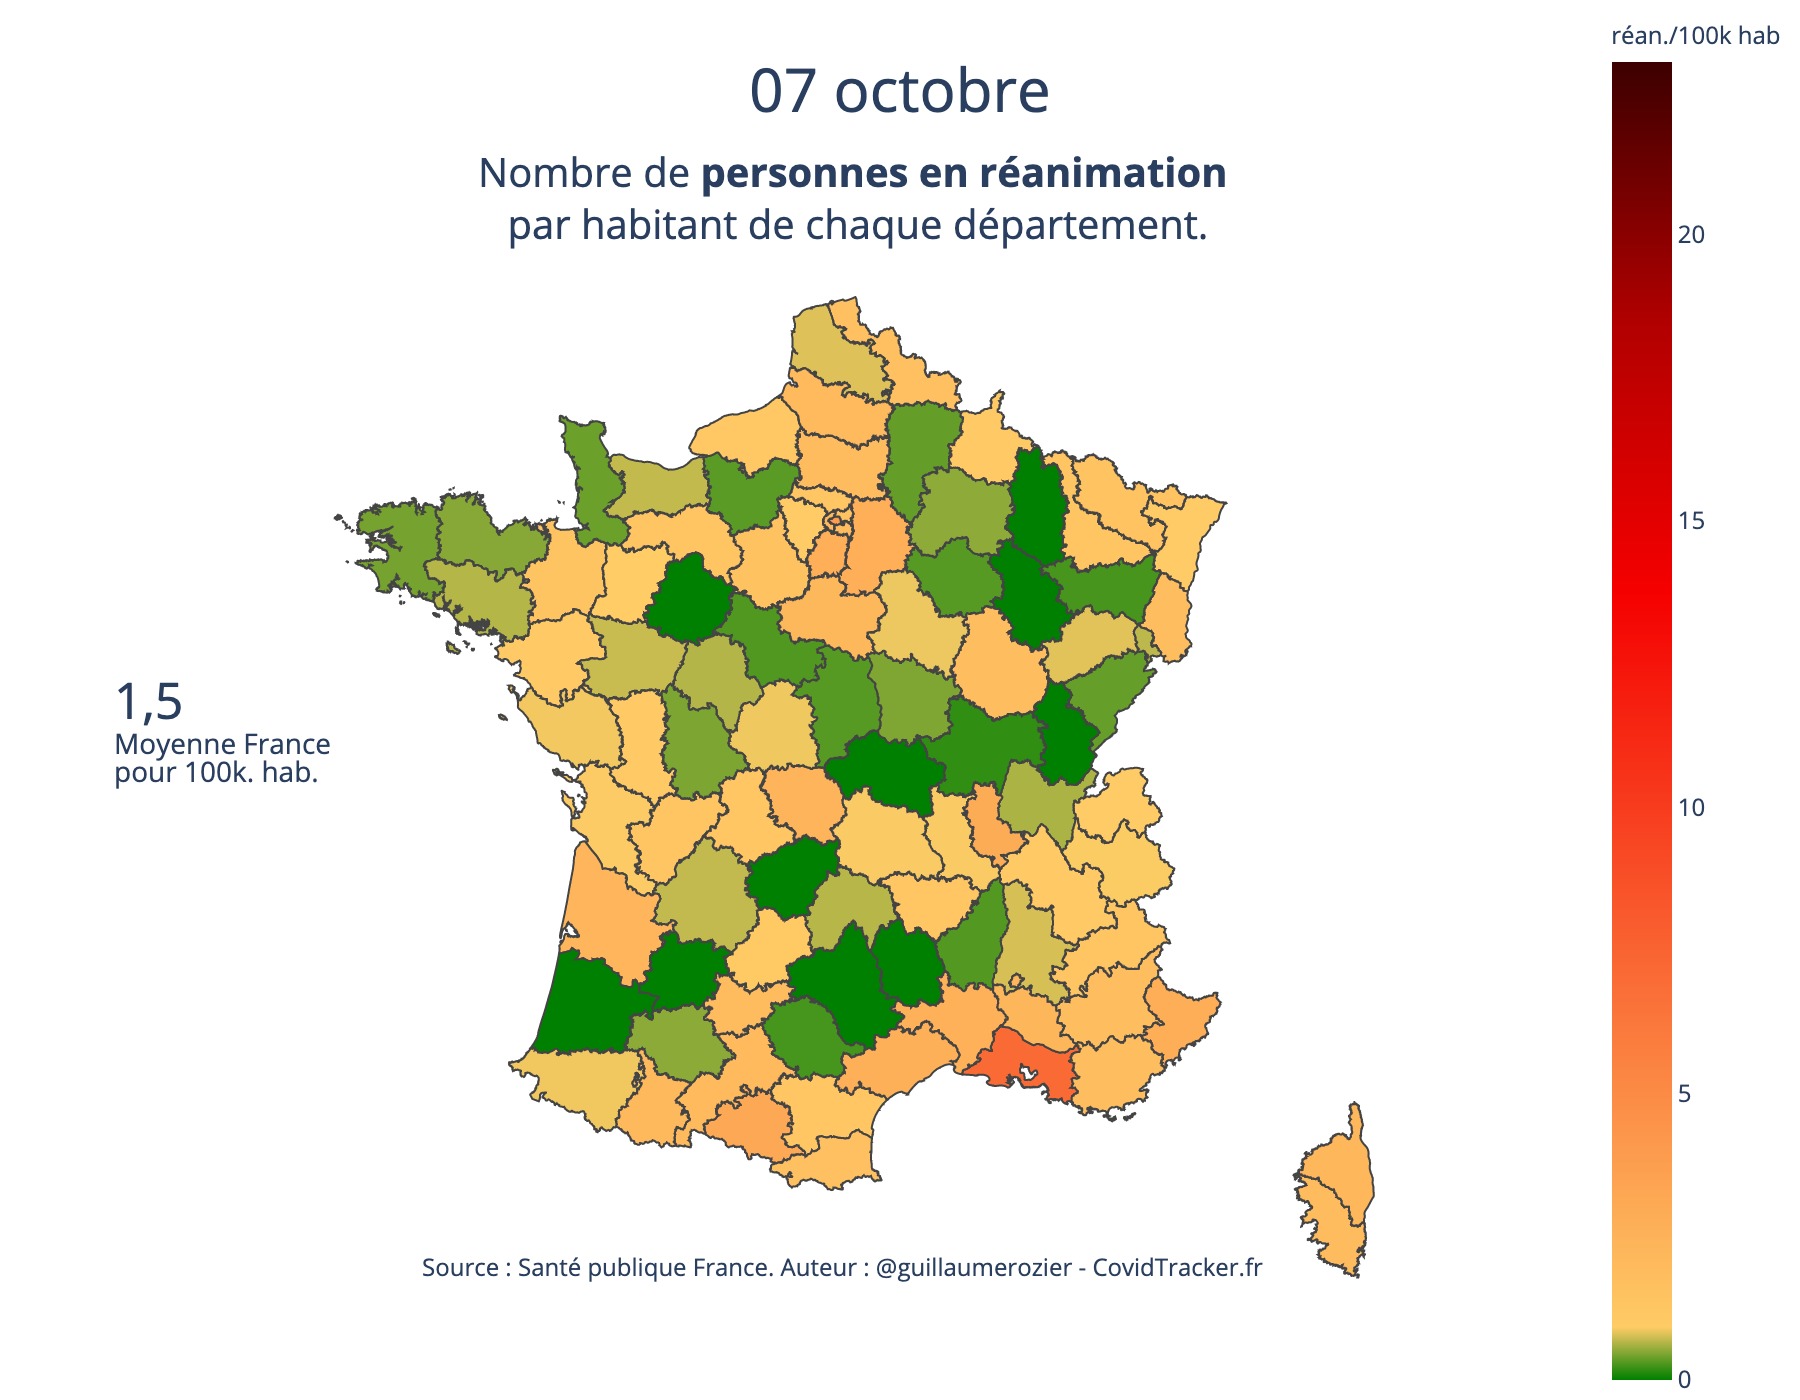 réan./100k hab
07 octobre
Nombre de personnes en réanimation
par habitant de chaque département.
20
15
1,5
Moyenne France
pour 100k. hab.
10
5
Source : Santé publique France. Auteur : @guillaumerozier - CovidTracker.fr
0